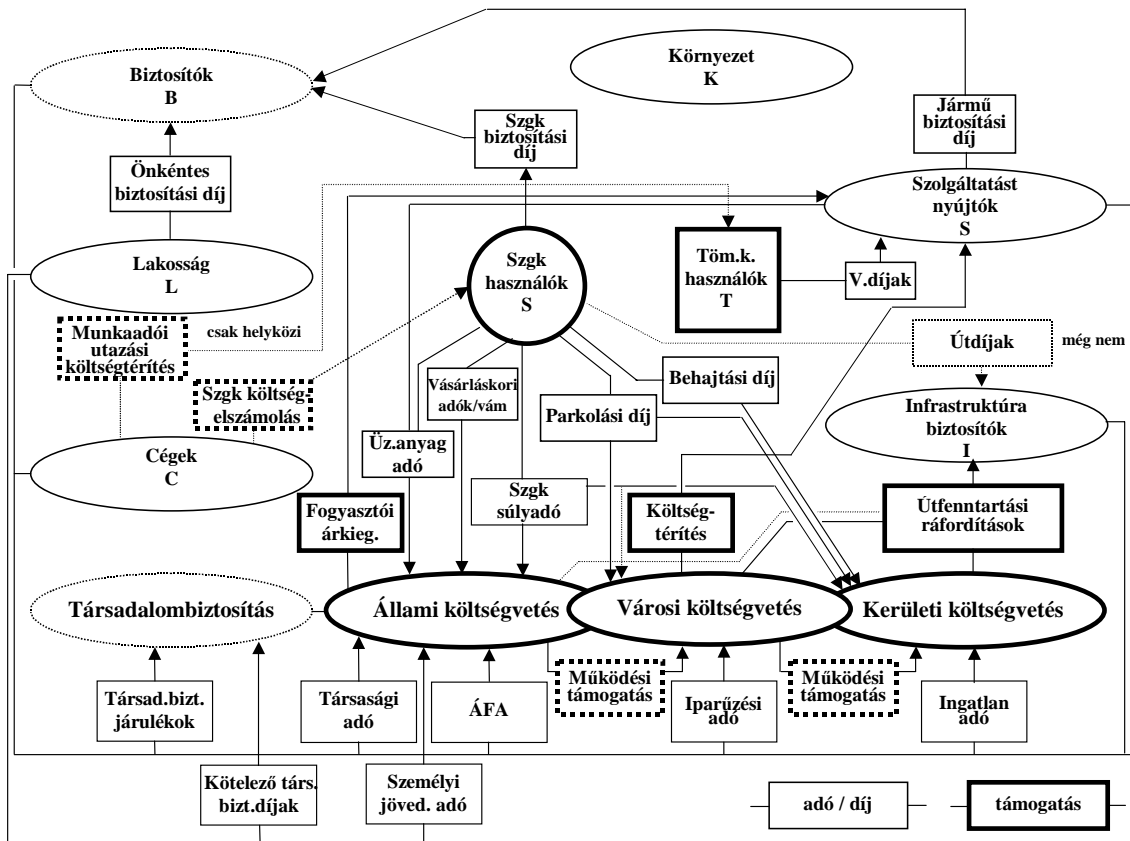 Biztosítók
B
Környezet
K
Szgk
biztosítási
díj
Jármű
biztosítási
díj
Önkéntes
biztosítási díj
Szolgáltatást
nyújtók
S
Lakosság
L
Szgk
használók
S
Töm.k.
használók
T
V.díjak
Munkaadói
utazási
költségtérítés
csak helyközi
Útdíjak
még nem
Szgk költség-
elszámolás
Vásárláskori
adók/vám
Behajtási díj
Parkolási díj
Infrastruktúra
biztosítók
I
Üz.anyag
adó
Cégek
C
Szgk
súlyadó
Fogyasztói
árkieg.
Költség-
térítés
Útfenntartási
ráfordítások
Társadalombiztosítás
Állami költségvetés
Városi költségvetés
Kerületi költségvetés
Működési
támogatás
Működési
támogatás
Társad.bizt.
járulékok
Társasági
adó
ÁFA
Iparűzési
adó
Ingatlan
adó
Kötelező társ.
bizt.díjak
Személyi
jöved. adó
adó / díj
támogatás